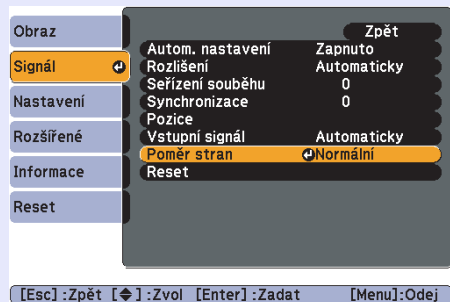 Obraz
Signál
Nastavení
Rozšířené
Informace
Reset
Zpět
Autom. nastavení Zapnuto
Rozlišení Automaticky
Seřízení souběhu 0
Synchronizace 0
Pozice
Vstupní signál Automaticky
Poměr stran Normální
Reset
[Esc] :Zpět [◆] :Zvol [Enter] :Zadat [Menu]:Odej